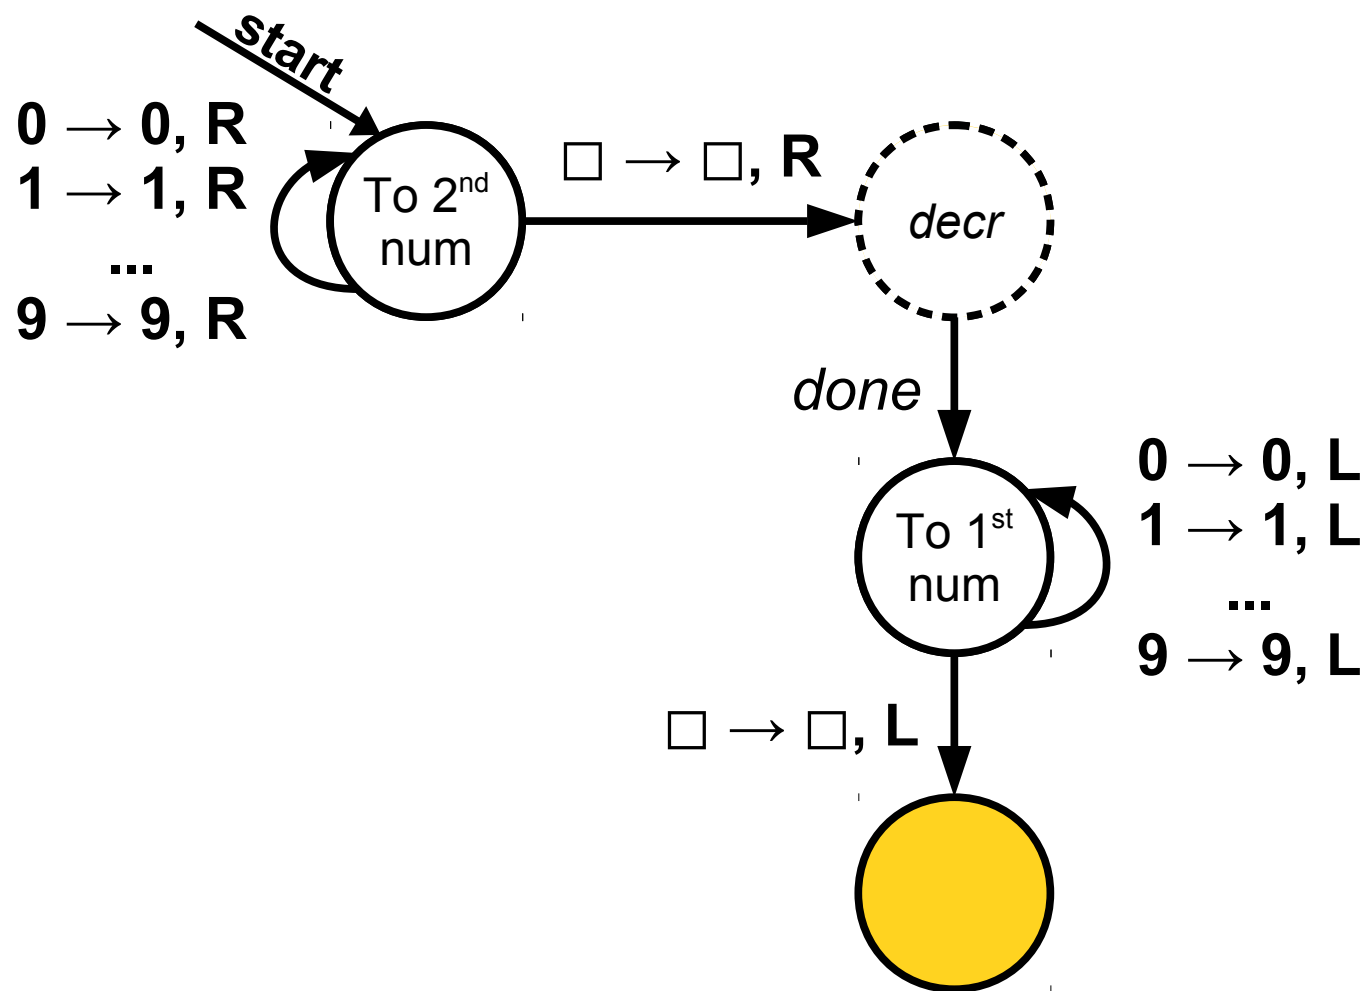 start
0 → 0, R
1 → 1, R
...
9 → 9, R
To 2nd
num
□ → □, R
decr
done
To 1st
num
0 → 0, L
1 → 1, L
...
9 → 9, L
□ → □, L